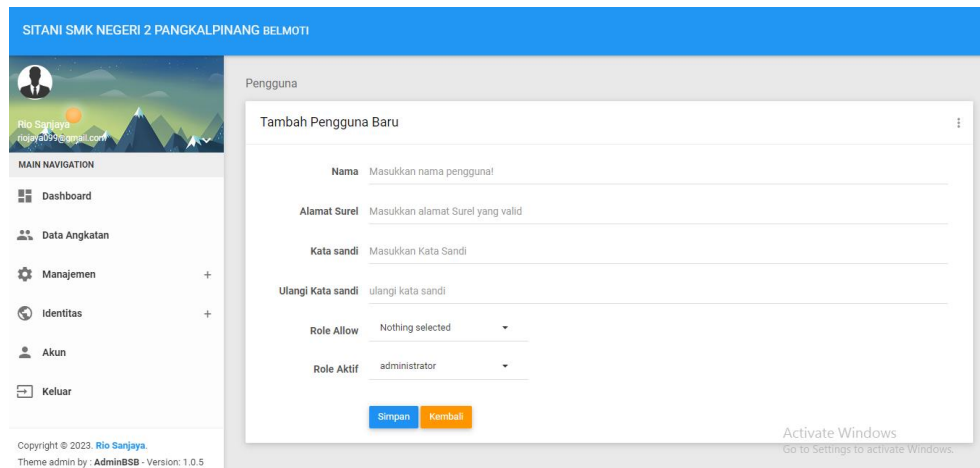 SITANI SMK NEGERI 2 PANGKALPINANG BELMOTI
Rio Sanjaya
riojaya099@gmail.com
MAIN NAVIGATION
Dashboard
Data Angkatan
Manajemen +
Identitas +
Akun
Keluar
Copyright © 2023. Rio Sanjaya.
Theme admin by : AdminBSB - Version: 1.0.5
Pengguna
Tambah Pengguna Baru
Nama Masukkan nama pengguna!
Alamat Surel Masukkan alamat Surel yang valid
Kata sandi Masukkan Kata Sandi
Ulangi Kata sandi ulangi kata sandi
Role Allow Nothing selected
Role Aktif administrator
Simpan Kembali
Activate Windows
Go to Settings to activate Windows.